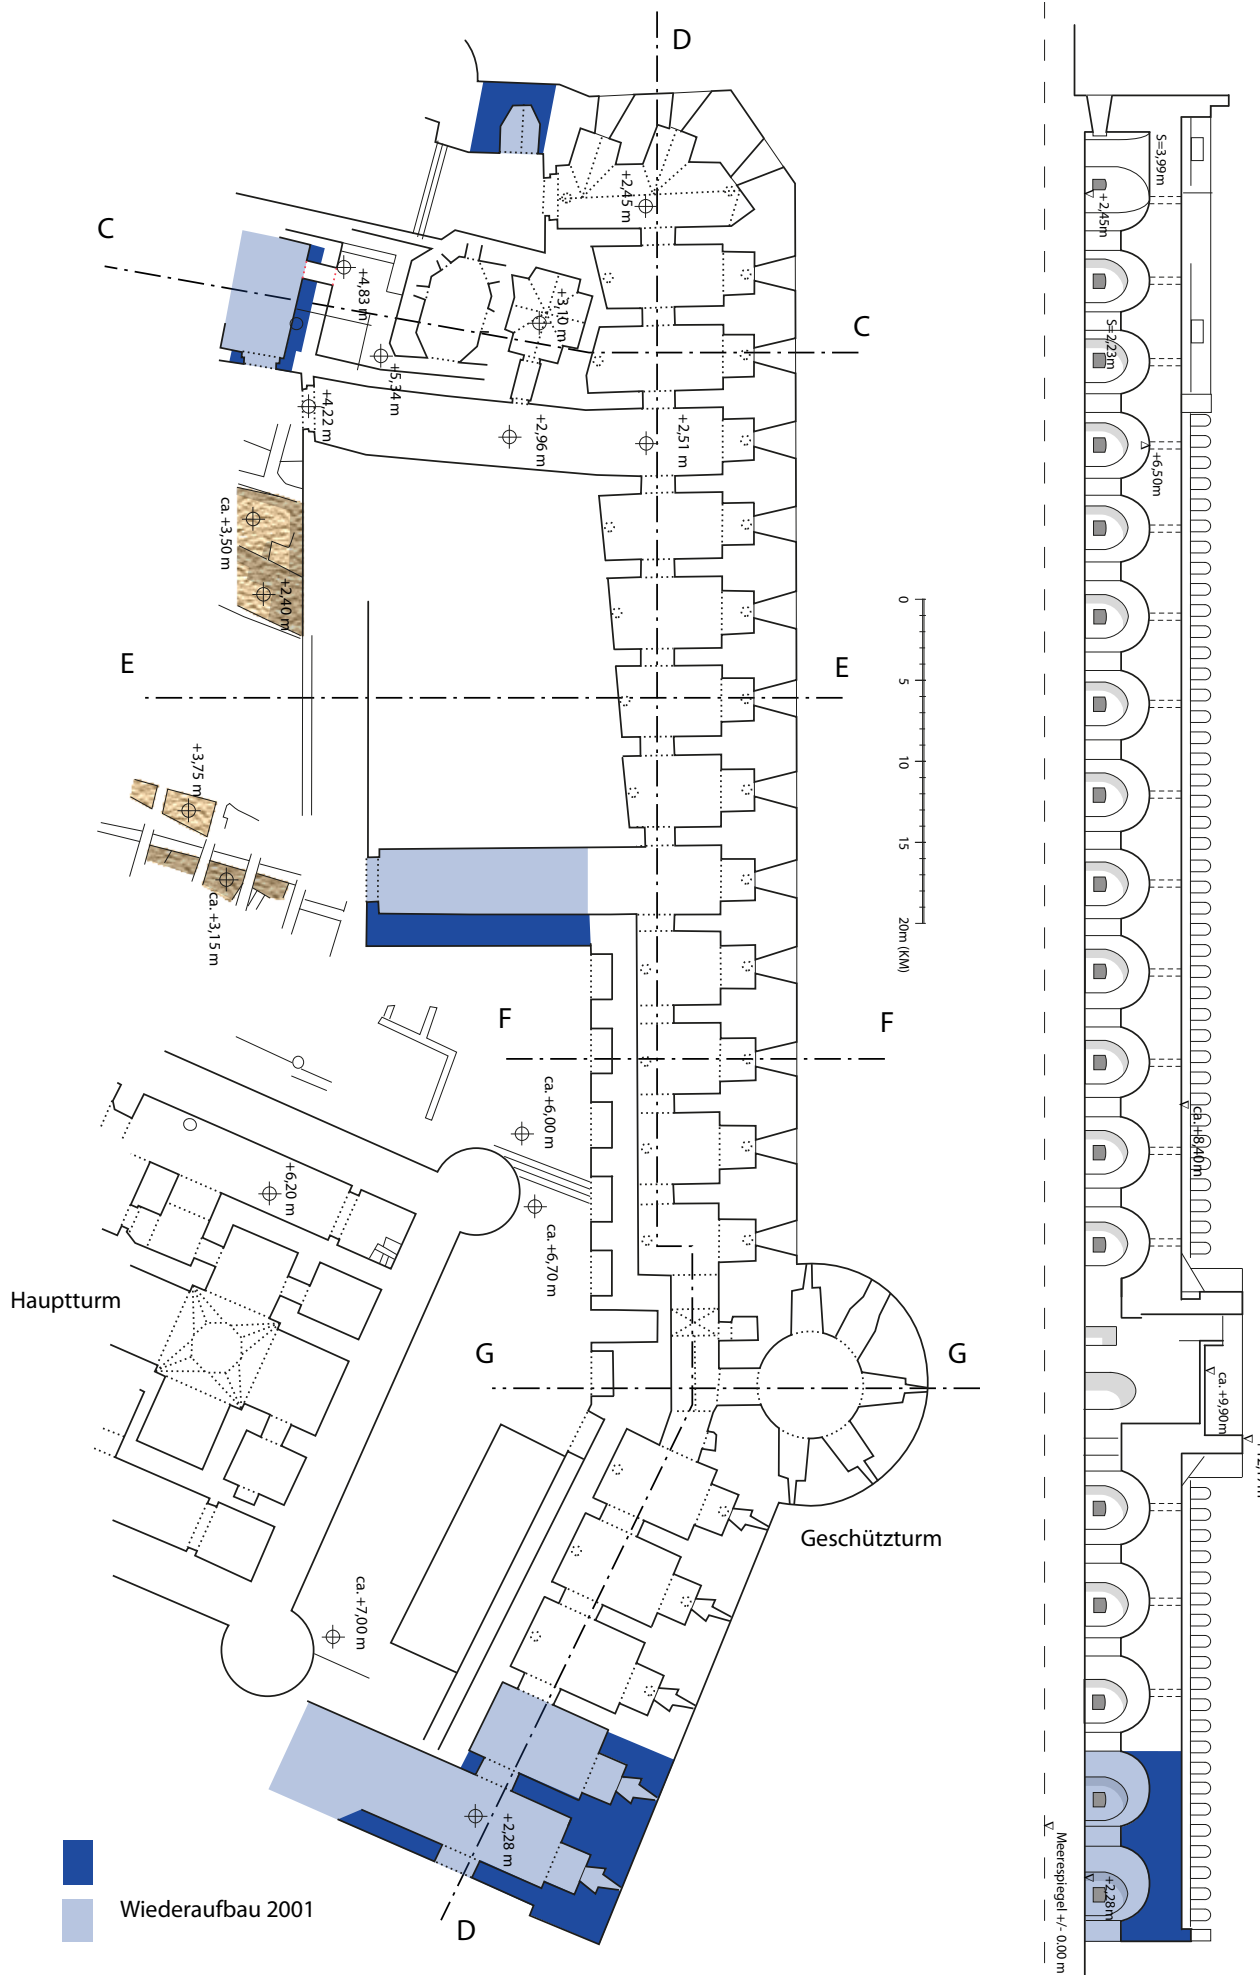 D
C
+2,45 m
+4,83 m
+3,10 m
C
+5,34 m
+4,22 m
+2,96 m
+2,51 m
ca. +3,50 m
+2,40 m
E
E
+3,75 m
ca. +3,15 m
0
5
10
15
20m (KM)
F
F
ca. +6,00 m
+6,20 m
ca. +6,70 m
Hauptturm
G
G
Geschützturm
ca. +7,00 m
+2,28 m
D
Wiederaufbau 2001
S=3,99m
+2,45m
S=2,23m
+6,50m
ca. +8,40m
ca. +9,90m
+2,28m
Meerespiegel +/- 0.00 m